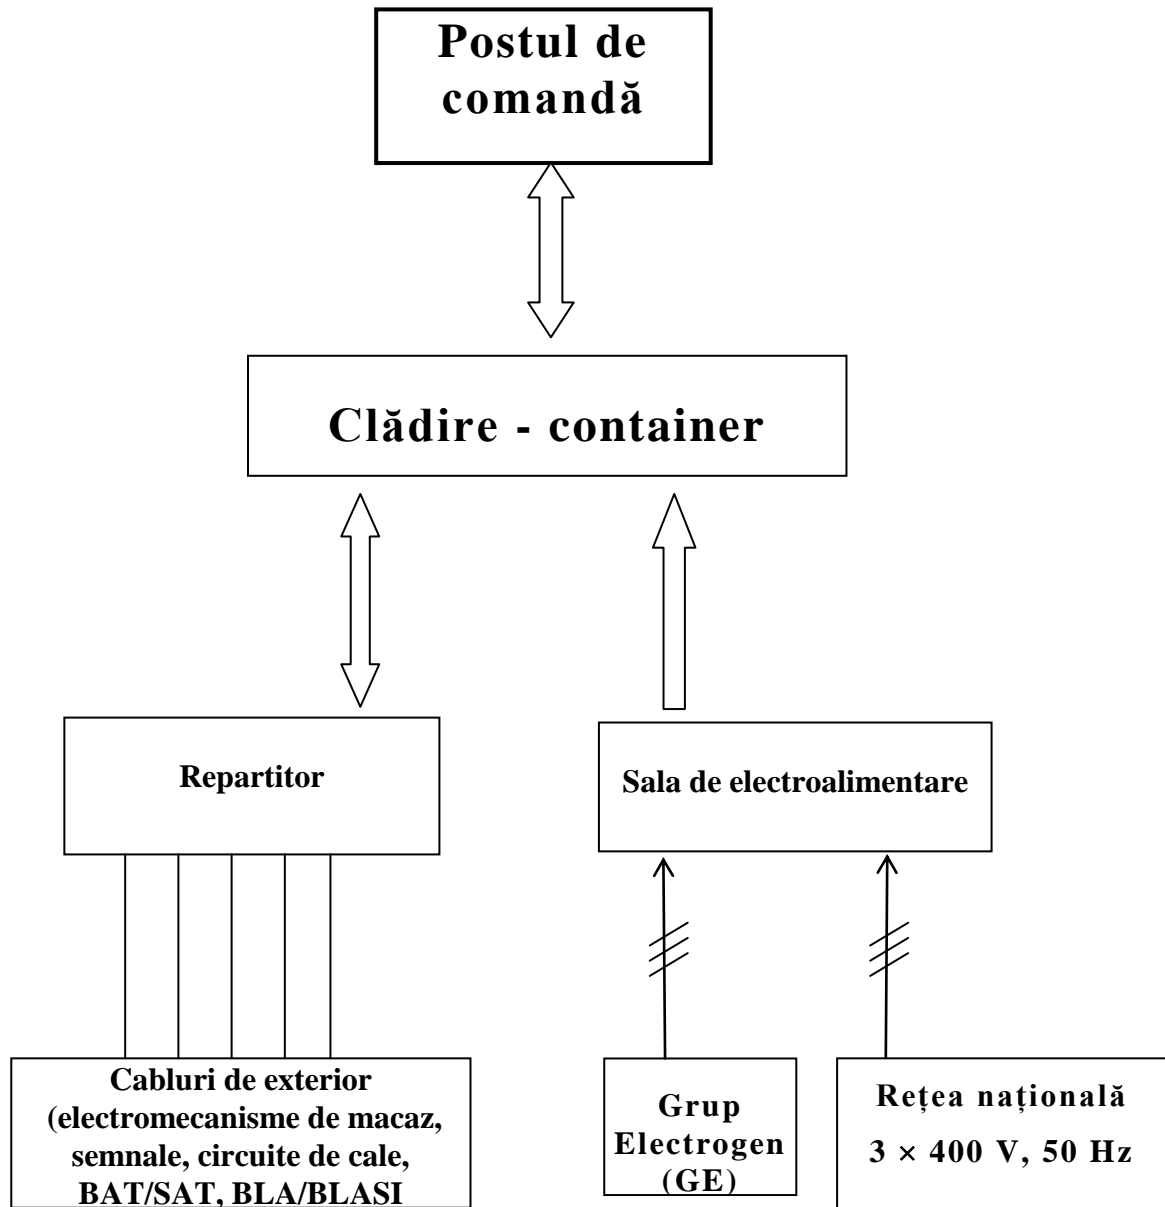 Postul de
comandă
Clădire - container
Repartitor
Sala de electroalimentare
Cabluri de exterior
(electromecanisme de macaz,
semnale, circuite de cale,
BAT/SAT, BLA/BLASI
Grup
Electrogen
(GE)
Rețea națională
3 × 400 V, 50 Hz